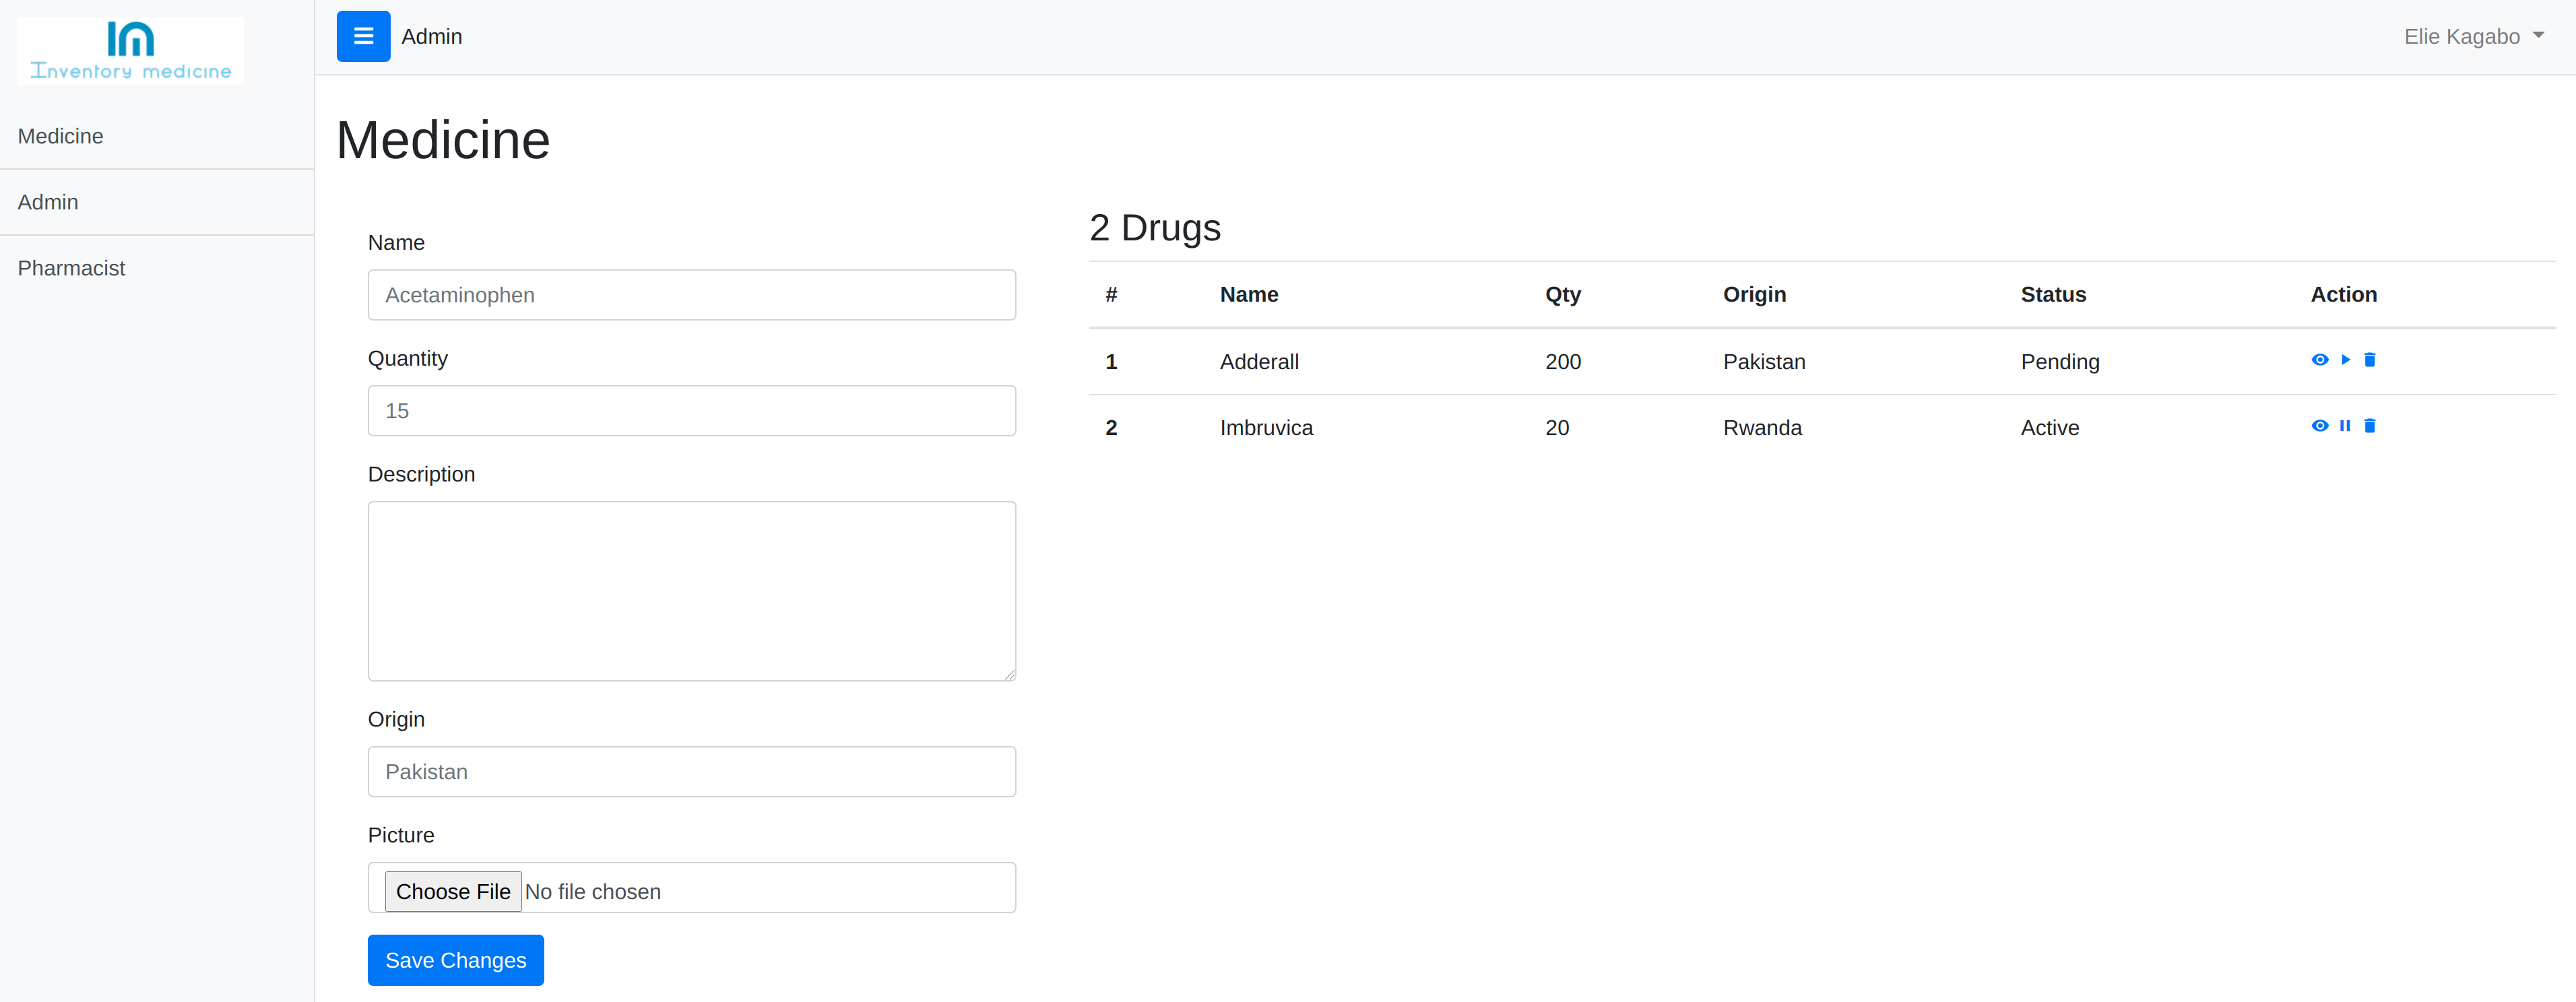 Inventory medicine
Medicine
Admin
Pharmacist
Admin
Elie Kagabo
Medicine
Name
Acetaminophen
Quantity
15
Description
Origin
Pakistan
Picture
Choose File No file chosen
Save Changes
2 Drugs
# Name Qty Origin Status Action
1 Adderall 200 Pakistan Pending
2 Imbruvica 20 Rwanda Active